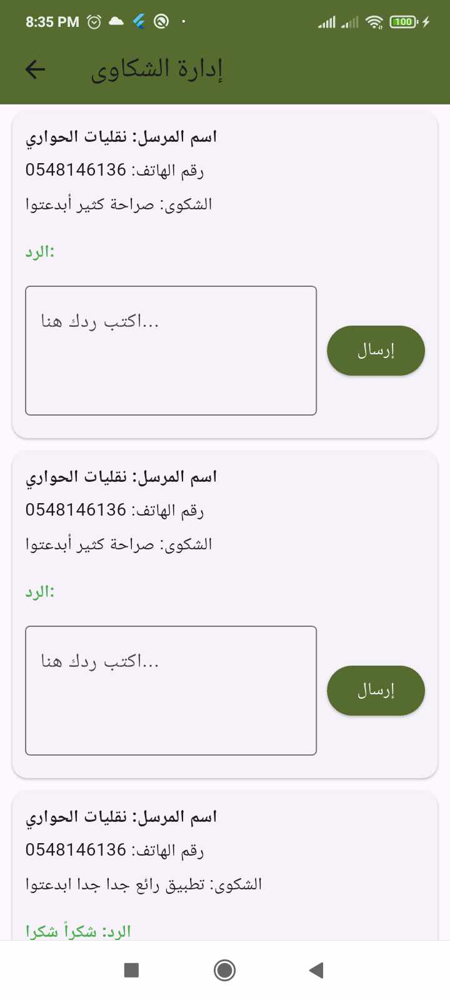 8:35 PM
100
إدارة الشكاوى
اسم المرسل: نقليات الحواري
رقم الهاتف: 0548146136
الشكوى: صراحة كثير أبدعتوا
الرد:
اكتب ردك هنا...
إرسال
اسم المرسل: نقليات الحواري
رقم الهاتف: 0548146136
الشكوى: صراحة كثير أبدعتوا
الرد:
اكتب ردك هنا...
إرسال
اسم المرسل: نقليات الحواري
رقم الهاتف: 0548146136
الشكوى: تطبيق رائع جدا جدا ابدعتوا
الرد: شكراً شكرا